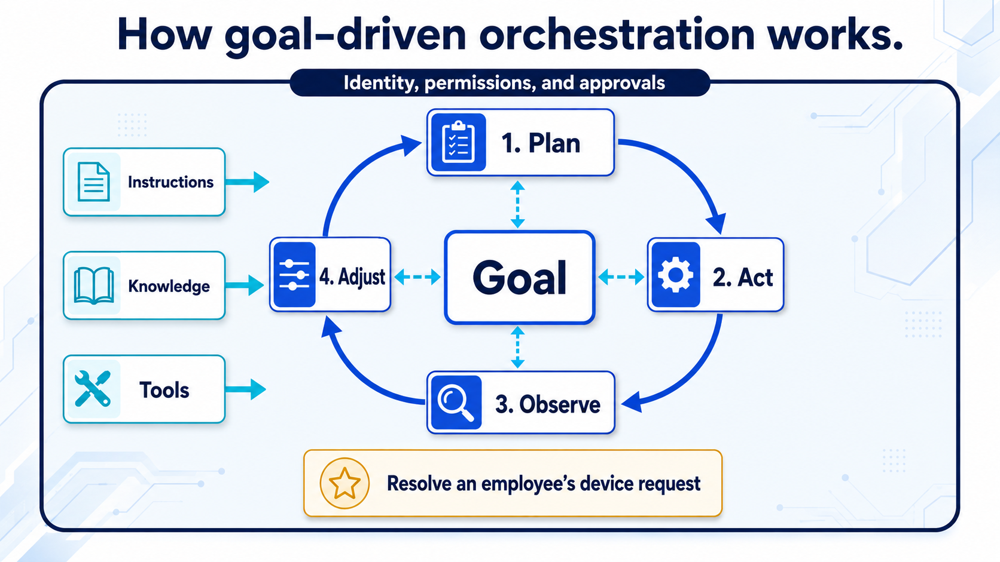 How goal-driven orchestration works.
Identity, permissions, and approvals
1. Plan
Instructions
Knowledge
Tools
4. Adjust
Goal
2. Act
3. Observe
Resolve an employee's device request